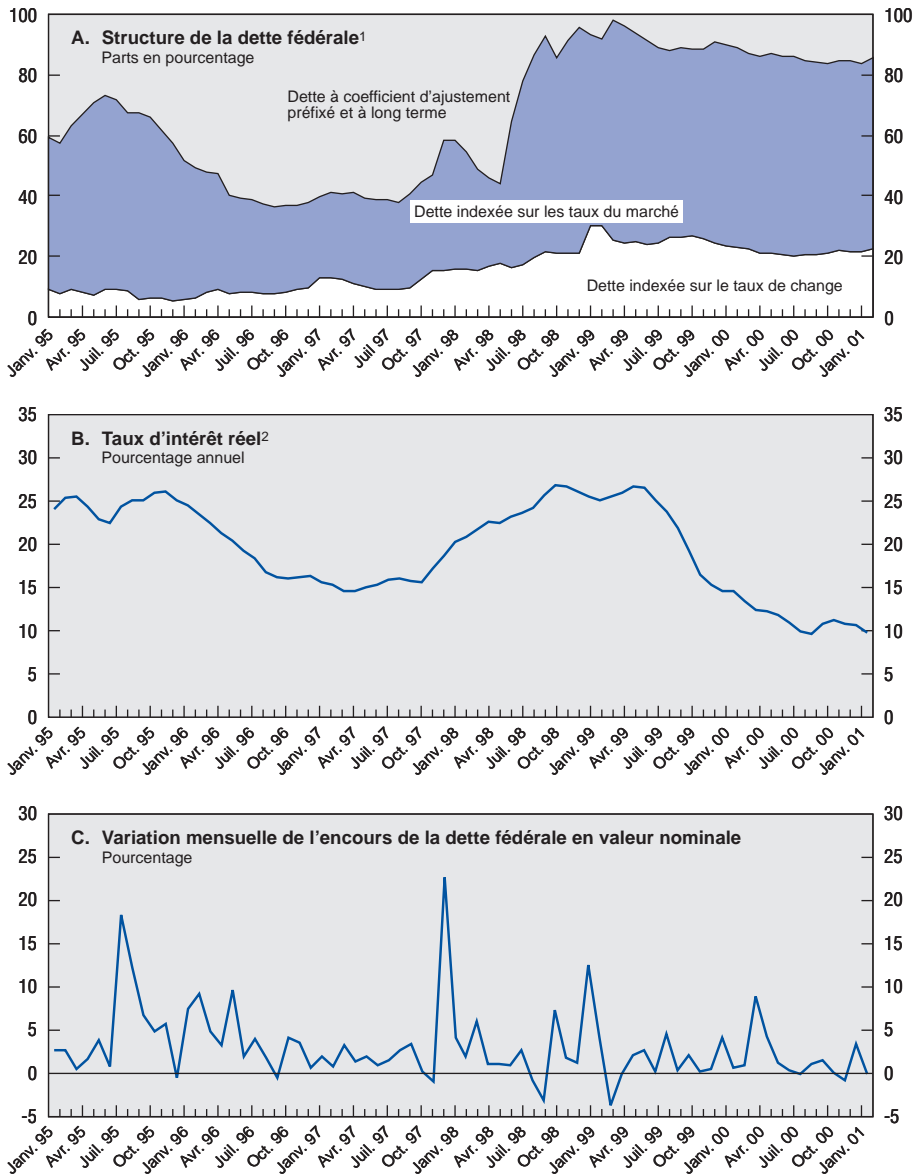 A. Structure de la dette fédérale1
Parts en pourcentage
Dette à coefficient d'ajustement
préfixé et à long terme
Dette indexée sur les taux du marché
Dette indexée sur le taux de change
100
80
60
40
20
0
100
80
60
40
20
0
Janv. 95
Avr. 95
Juil. 95
Oct. 95
Janv. 96
Avr. 96
Juil. 96
Oct. 96
Janv. 97
Avr. 97
Juil. 97
Oct. 97
Janv. 98
Avr. 98
Juil. 98
Oct. 98
Janv. 99
Avr. 99
Juil. 99
Oct. 99
Janv. 00
Avr. 00
Juil. 00
Oct. 00
Janv. 01
B. Taux d'intérêt réel2
Pourcentage annuel
35
30
25
20
15
10
5
0
35
30
25
20
15
10
5
0
Janv. 95
Avr. 95
Juil. 95
Oct. 95
Janv. 96
Avr. 96
Juil. 96
Oct. 96
Janv. 97
Avr. 97
Juil. 97
Oct. 97
Janv. 98
Avr. 98
Juil. 98
Oct. 98
Janv. 99
Avr. 99
Juil. 99
Oct. 99
Janv. 00
Avr. 00
Juil. 00
Oct. 00
Janv. 01
C. Variation mensuelle de l'encours de la dette fédérale en valeur nominale
Pourcentage
30
25
20
15
10
5
0
-5
30
25
20
15
10
5
0
-5
Janv. 95
Avr. 95
Juil. 95
Oct. 95
Janv. 96
Avr. 96
Juil. 96
Oct. 96
Janv. 97
Avr. 97
Juil. 97
Oct. 97
Janv. 98
Avr. 98
Juil. 98
Oct. 98
Janv. 99
Avr. 99
Juil. 99
Oct. 99
Janv. 00
Avr. 00
Juil. 00
Oct. 00
Janv. 01